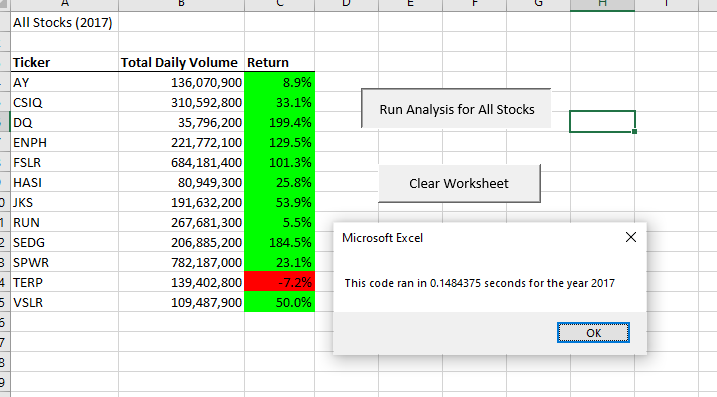 A B C D E F G H I
All Stocks (2017)
Ticker Total Daily Volume Return
AY 136,070,900 8.9%
CSIQ 310,592,800 33.1%
DQ 35,796,200 199.4%
ENPH 221,772,100 129.5%
FSLR 684,181,400 101.3%
HASI 80,949,300 25.8%
JKS 191,632,200 53.9%
RUN 267,681,300 5.5%
SEDG 206,885,200 184.5%
SPWR 782,187,000 23.1%
TERP 139,402,800 -7.2%
VSLR 109,487,900 50.0%
Run Analysis for All Stocks
Clear Worksheet
Microsoft Excel
This code ran in 0.1484375 seconds for the year 2017
OK